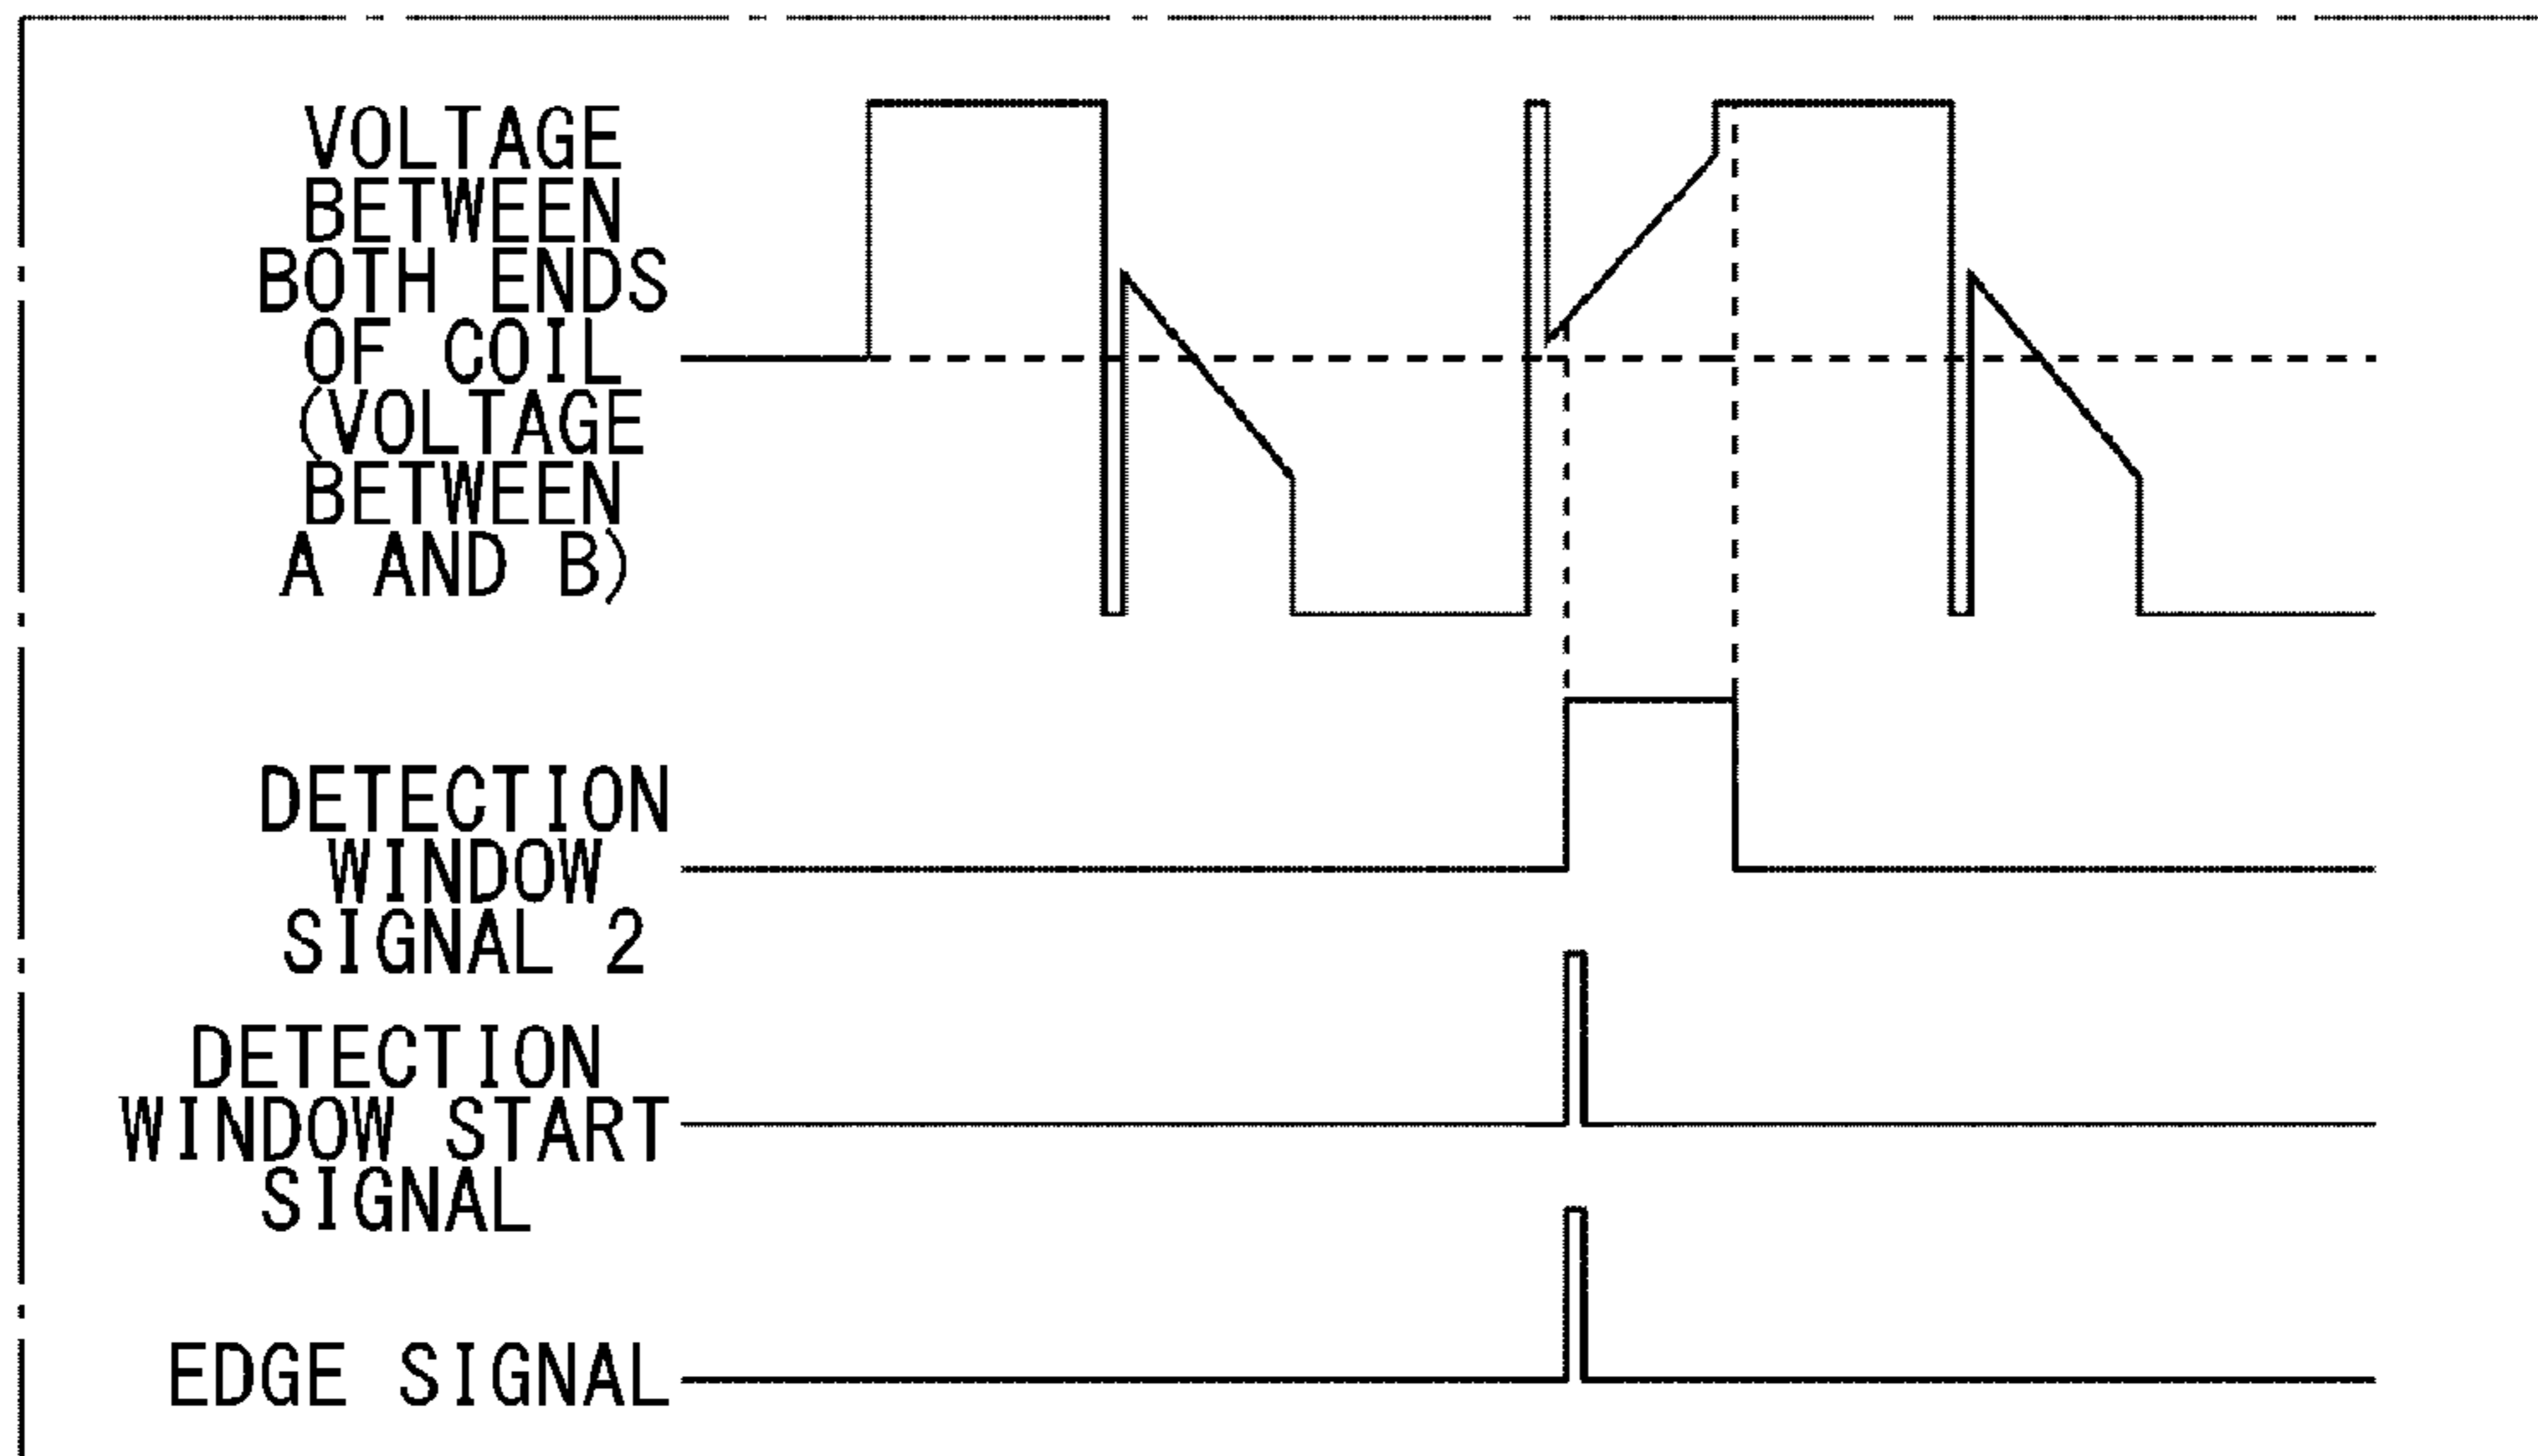 VOLTAGE
BETWEEN
BOTH ENDS
OF COIL
(VOLTAGE
BETWEEN
A AND B)
DETECTION
WINDOW
SIGNAL 2
DETECTION
WINDOW START
SIGNAL
EDGE SIGNAL